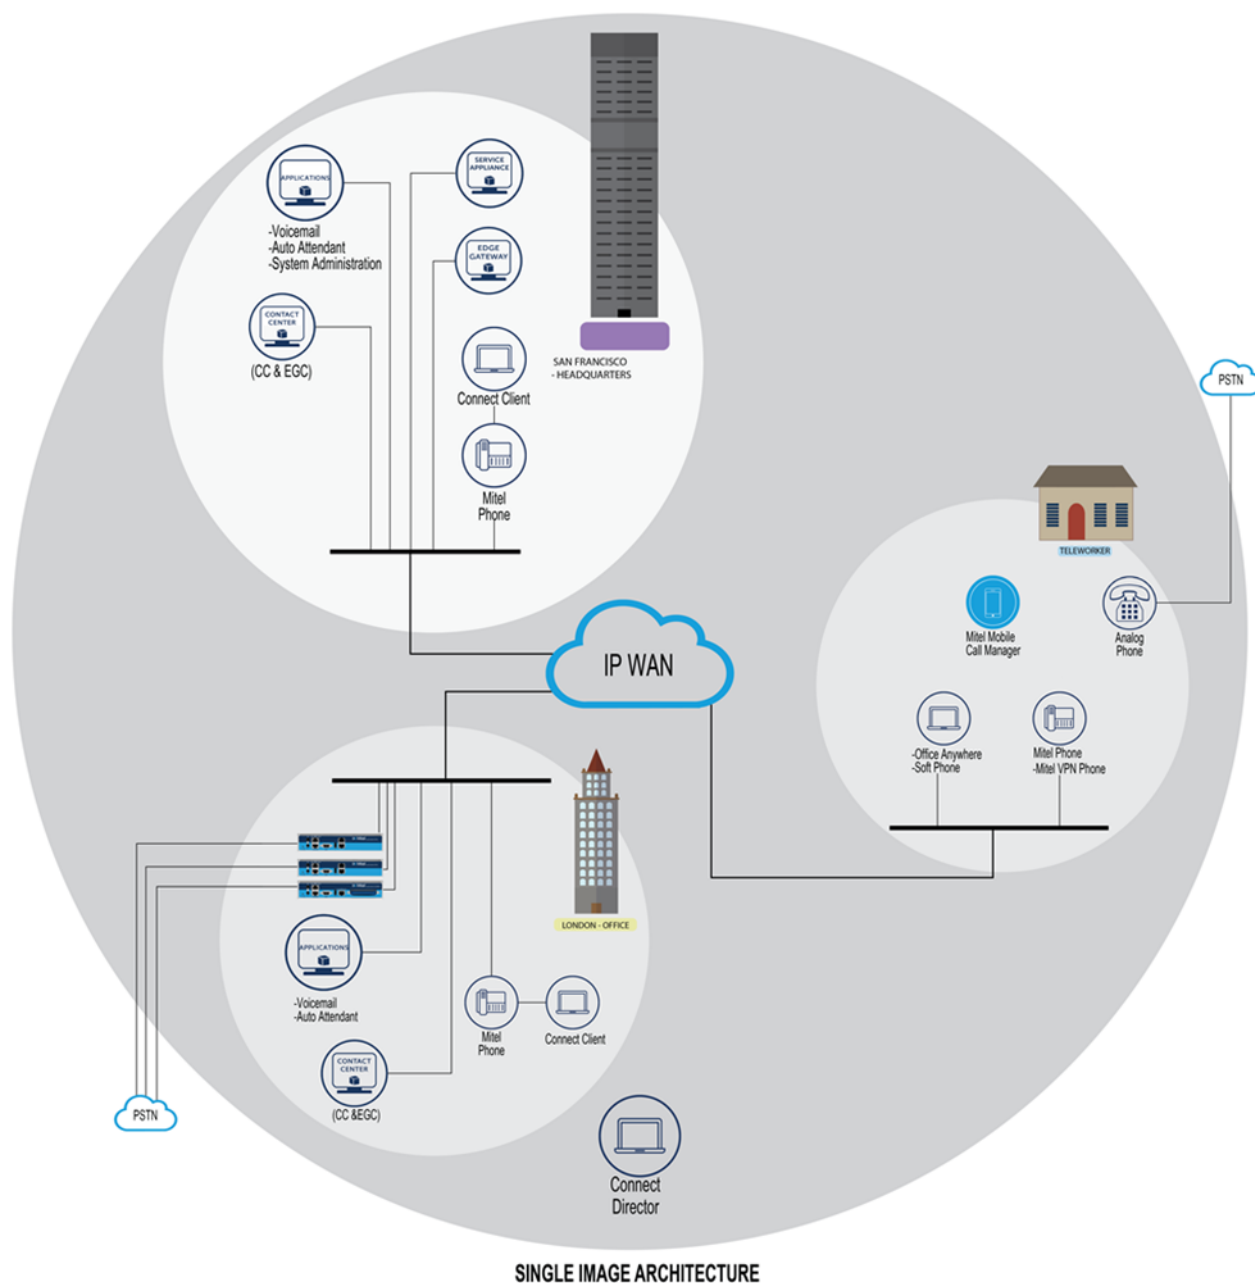 SERVICE
APPLIANCE
APPLICATIONS
-Voicemail
-Auto Attendant
-System Administration
EDGE
GATEWAY
CONTACT
CENTER
(CC & EGC)
SAN FRANCISCO
- HEADQUARTERS
Connect Client
Mitel
Phone
PSTN
TELEWORKER
Mitel Mobile
Call Manager
Analog
Phone
IP WAN
-Office Anywhere
-Soft Phone
Mitel Phone
-Mitel VPN Phone
LONDON - OFFICE
APPLICATIONS
-Voicemail
-Auto Attendant
Mitel
Phone
Connect Client
CONTACT
CENTER
(CC &EGC)
PSTN
Connect
Director
SINGLE IMAGE ARCHITECTURE